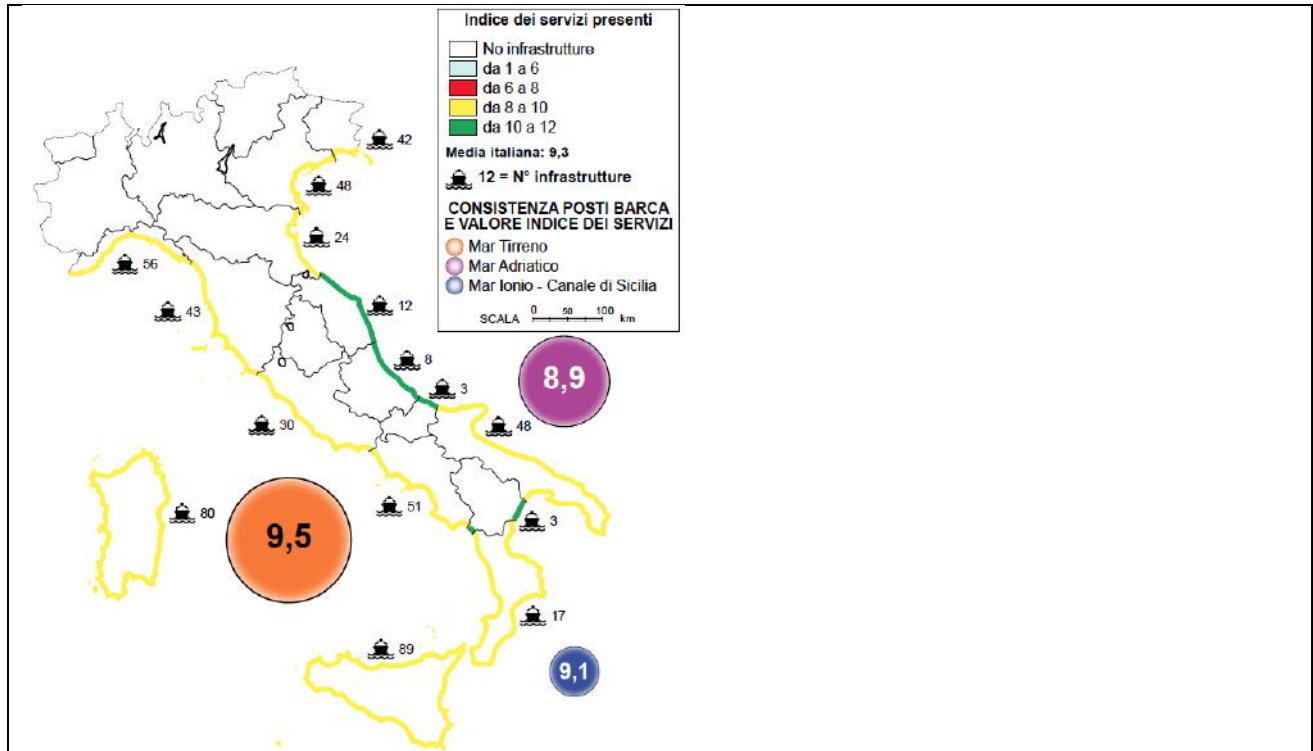 Indice dei servizi presenti
No infrastrutture
da 1 a 6
da 6 a 8
da 8 a 10
da 10 a 12
Media italiana: 9,3
12 = N° infrastrutture
CONSISTENZA POSTI BARCA
E VALORE INDICE DEI SERVIZI
Mar Tirreno
Mar Adriatico
Mar Ionio - Canale di Sicilia
SCALA 0 50 100 km
42
48
24
56
43
12
8
3
8,9
48
30
51
80
9,5
3
17
89
9,1